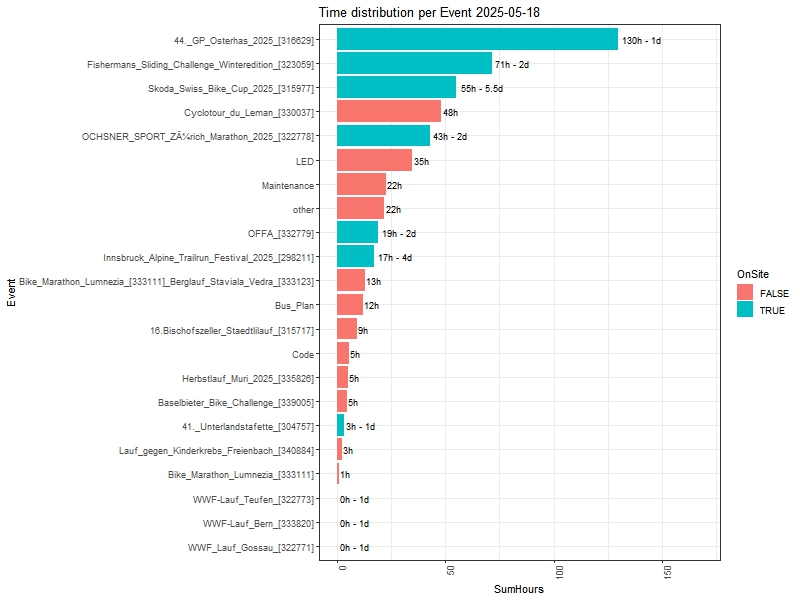 Time distribution per Event 2025-05-18
44._GP_Osterhas_2025_[316629] 130h - 1d
Fishermans_Sliding_Challenge_Winteredition_[323059] 71h - 2d
Skoda_Swiss_Bike_Cup_2025_[315977] 55h - 5.5d
Cyclotour_du_Leman_[330037] 48h
OCHSNER_SPORT_ZÃ¼rich_Marathon_2025_[322778] 43h - 2d
LED 35h
Maintenance 22h
other 22h
OFFA_[332779] 19h - 2d
Innsbruck_Alpine_Trailrun_Festival_2025_[298211] 17h - 4d
Bike_Marathon_Lumnezia_[333111]_Berglauf_Staviala_Vedra_[333123] 13h
Bus_Plan 12h
16.Bischofszeller_Staedtlilauf_[315717] 9h
Code 5h
Herbstlauf_Muri_2025_[335826] 5h
Baselbieter_Bike_Challenge_[339005] 5h
41._Unterlandstafette_[304757] 3h - 1d
Lauf_gegen_Kinderkrebs_Freienbach_[340884] 3h
Bike_Marathon_Lumnezia_[333111] 1h
WWF-Lauf_Teufen_[322773] 0h - 1d
WWF-Lauf_Bern_[333820] 0h - 1d
WWF_Lauf_Gossau_[322771] 0h - 1d
0 50 100 150
SumHours
Event
OnSite
FALSE
TRUE